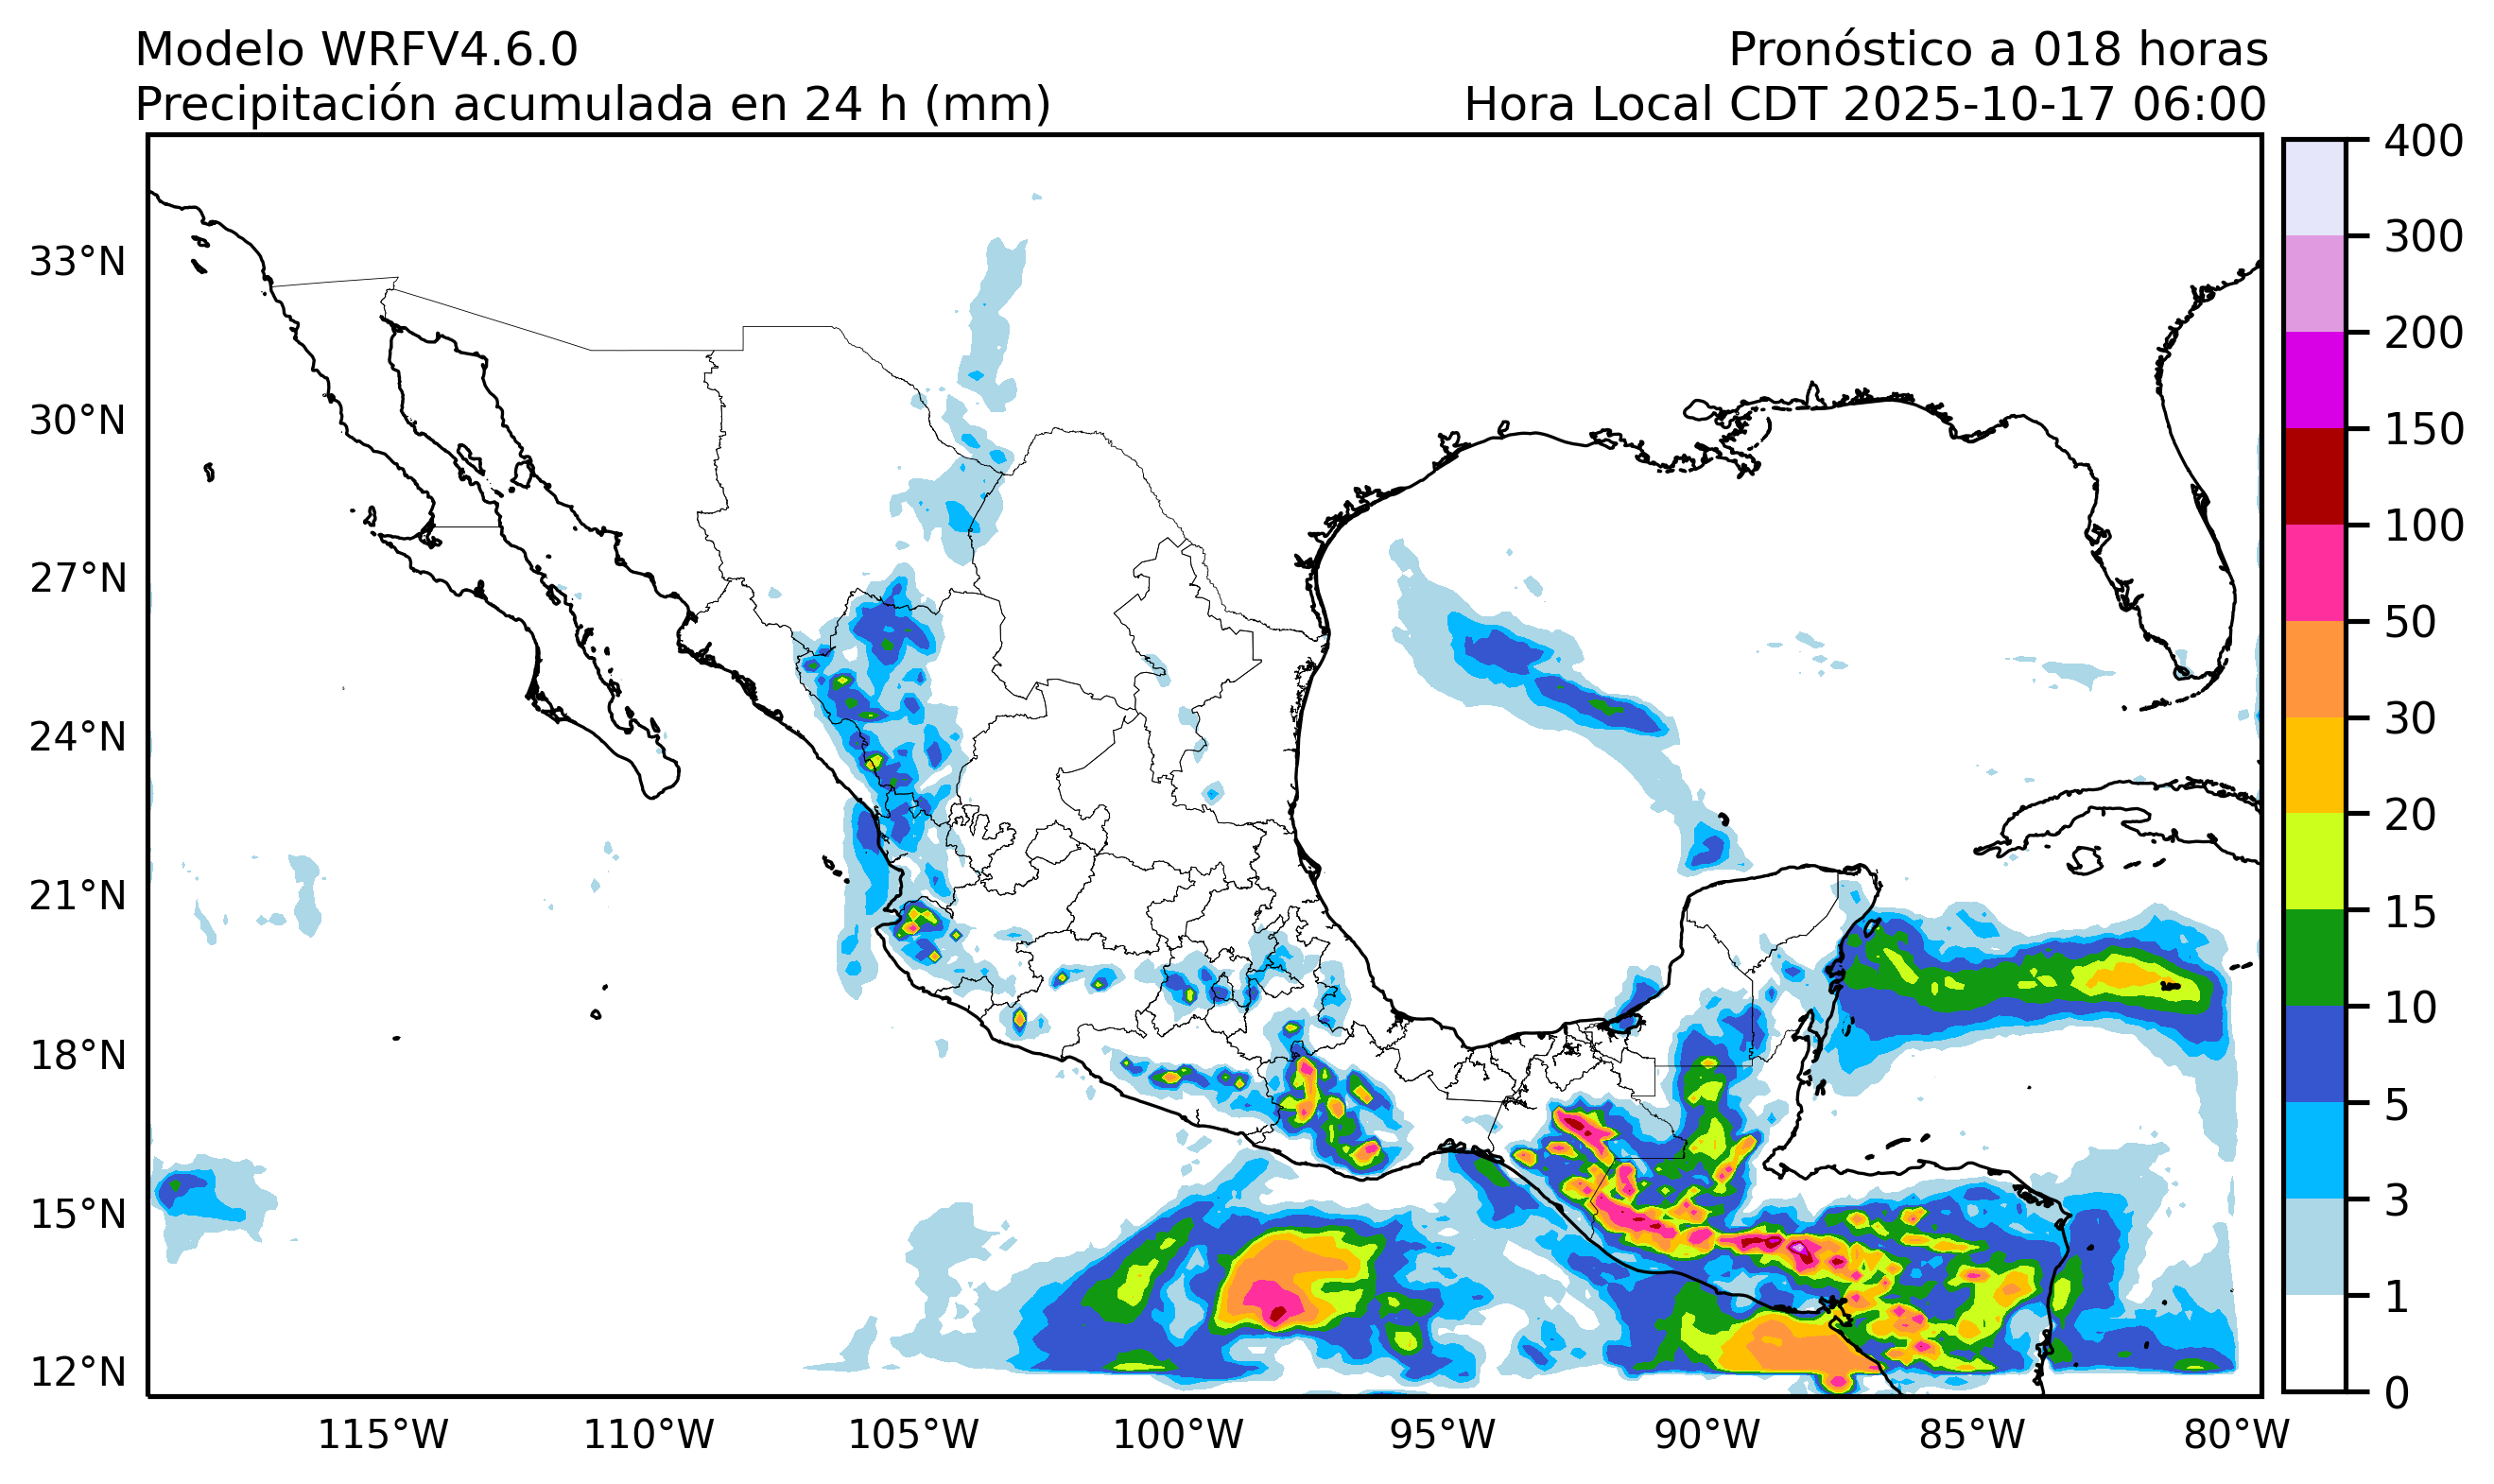 Modelo WRFV4.6.0
Pronóstico a 018 horas
Precipitación acumulada en 24 h (mm)
Hora Local CDT 2025-10-17 06:00
33°N
30°N
27°N
24°N
21°N
18°N
15°N
12°N
115°W
110°W
105°W
100°W
95°W
90°W
85°W
80°W
400
300
200
150
100
50
30
20
15
10
5
3
1
0